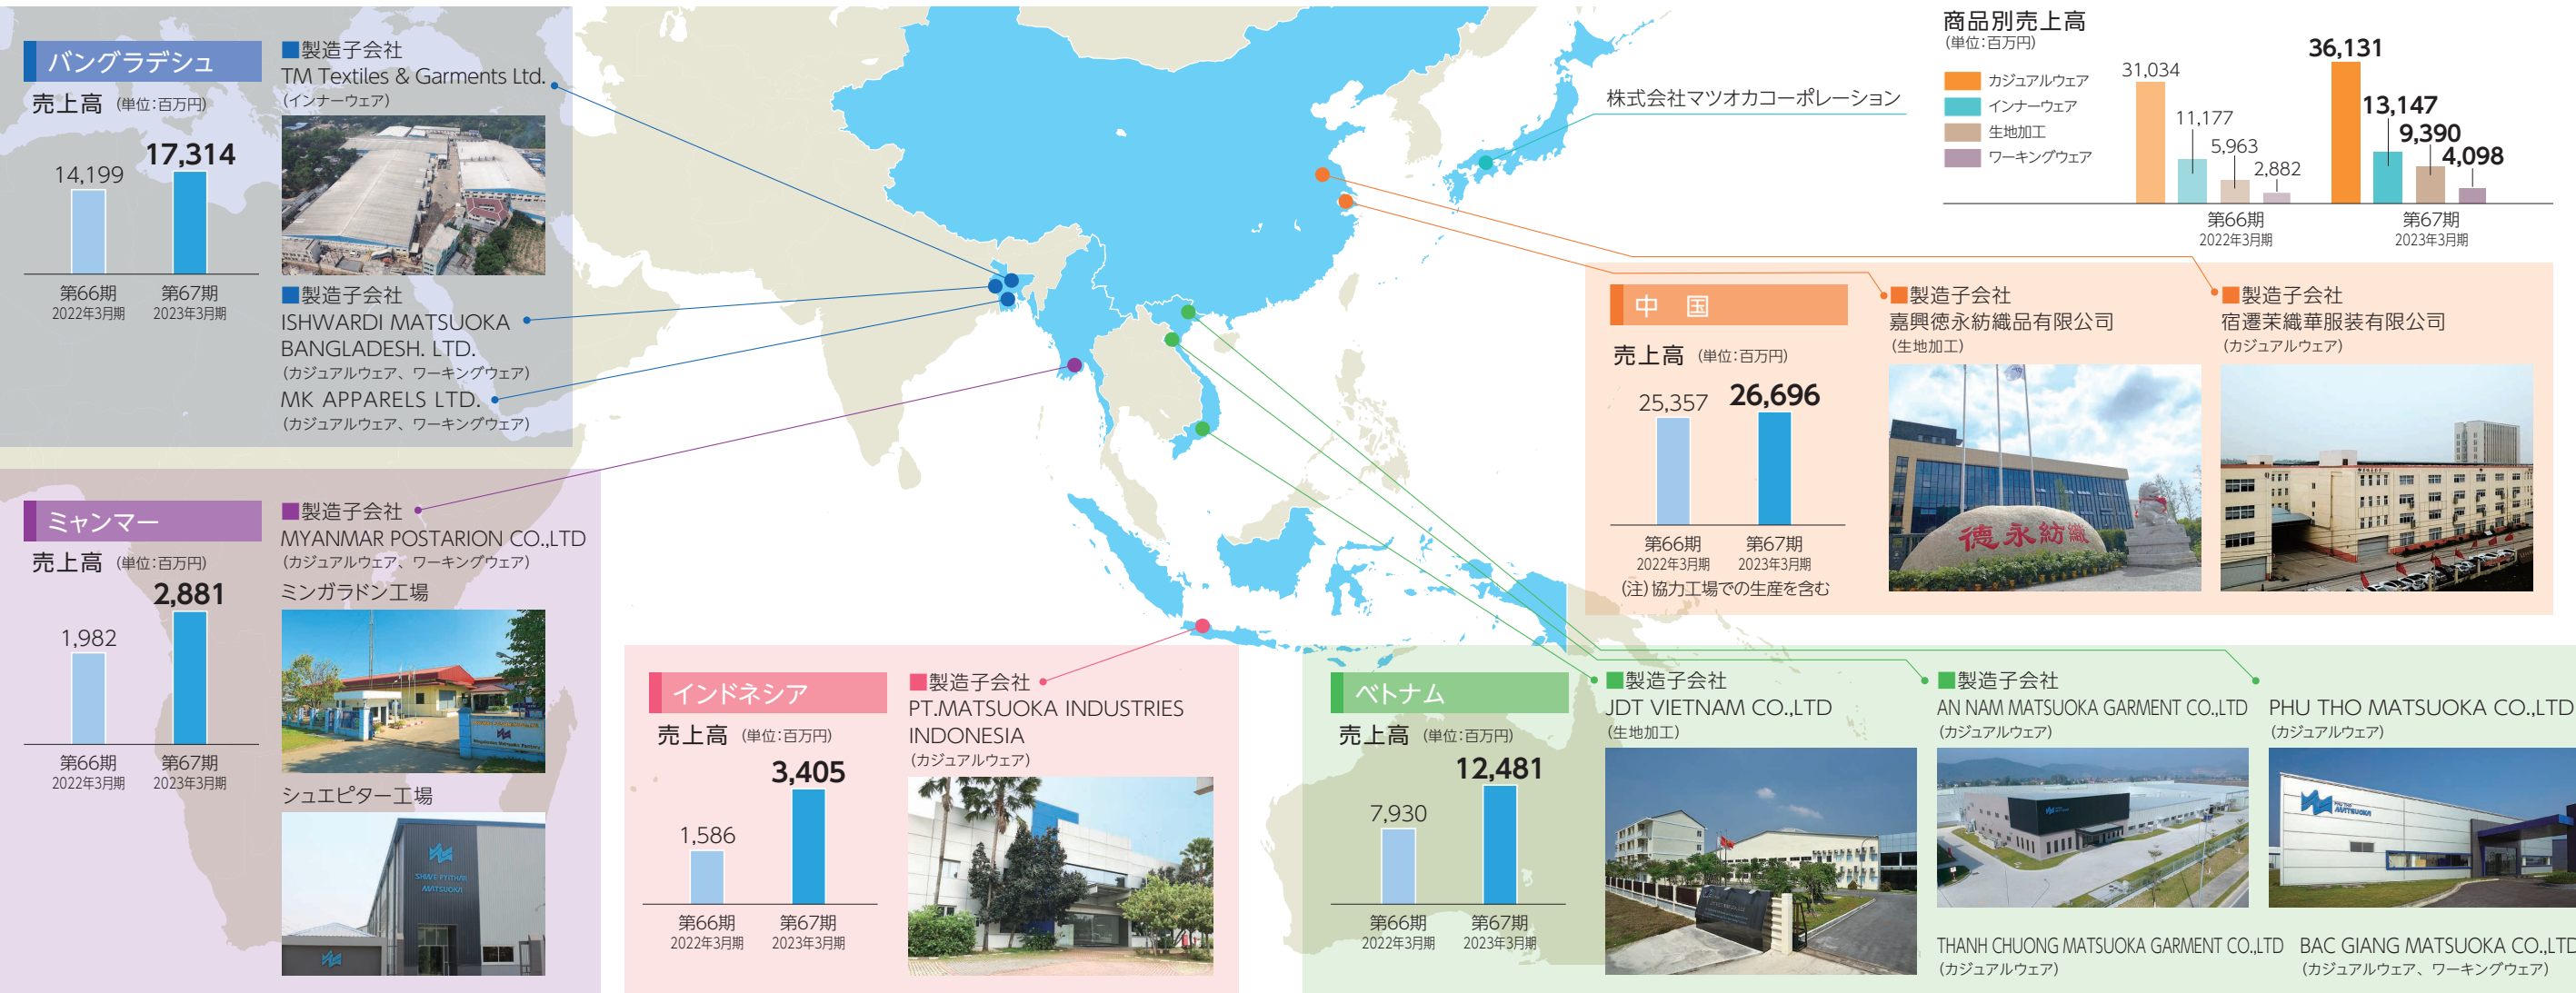 バングラデシュ
売上高 (単位:百万円)
14,199
17,314
第66期
2022年3月期
第67期
2023年3月期
■製造子会社
TM Textiles & Garments Ltd.
(インナーウェア)
■製造子会社
ISHWARDI MATSUOKA
BANGLADESH. LTD.
(カジュアルウェア、ワーキングウェア)
MK APPARELS LTD.
(カジュアルウェア、ワーキングウェア)
ミャンマー
売上高 (単位:百万円)
1,982
2,881
第66期
2022年3月期
第67期
2023年3月期
■製造子会社
MYANMAR POSTARION CO.,LTD
(カジュアルウェア、ワーキングウェア)
ミンガラドン工場
シュエピター工場
SHWE PYITHAR
MATSUOKA
インドネシア
売上高 (単位:百万円)
1,586
3,405
第66期
2022年3月期
第67期
2023年3月期
■製造子会社
PT.MATSUOKA INDUSTRIES
INDONESIA
(カジュアルウェア)
株式会社マツオカコーポレーション
商品別売上高
(単位:百万円)
カジュアルウェア
インナーウェア
生地加工
ワーキングウェア
31,034
11,177
5,963
2,882
36,131
13,147
9,390
4,098
第66期
2022年3月期
第67期
2023年3月期
中 国
売上高 (単位:百万円)
25,357
26,696
第66期
2022年3月期
第67期
2023年3月期
(注)協力工場での生産を含む
■製造子会社
嘉興徳永紡織品有限公司
(生地加工)
德永紡織
■製造子会社
宿遷茉織華服装有限公司
(カジュアルウェア)
ベトナム
売上高 (単位:百万円)
7,930
12,481
第66期
2022年3月期
第67期
2023年3月期
■製造子会社
JDT VIETNAM CO.,LTD
(生地加工)
■製造子会社
AN NAM MATSUOKA GARMENT CO.,LTD
(カジュアルウェア)
PHU THO MATSUOKA CO.,LTD
(カジュアルウェア)
PHU THO
MATSUOKA
THANH CHUONG MATSUOKA GARMENT CO.,LTD
(カジュアルウェア)
BAC GIANG MATSUOKA CO.,LTD
(カジュアルウェア、ワーキングウェア)